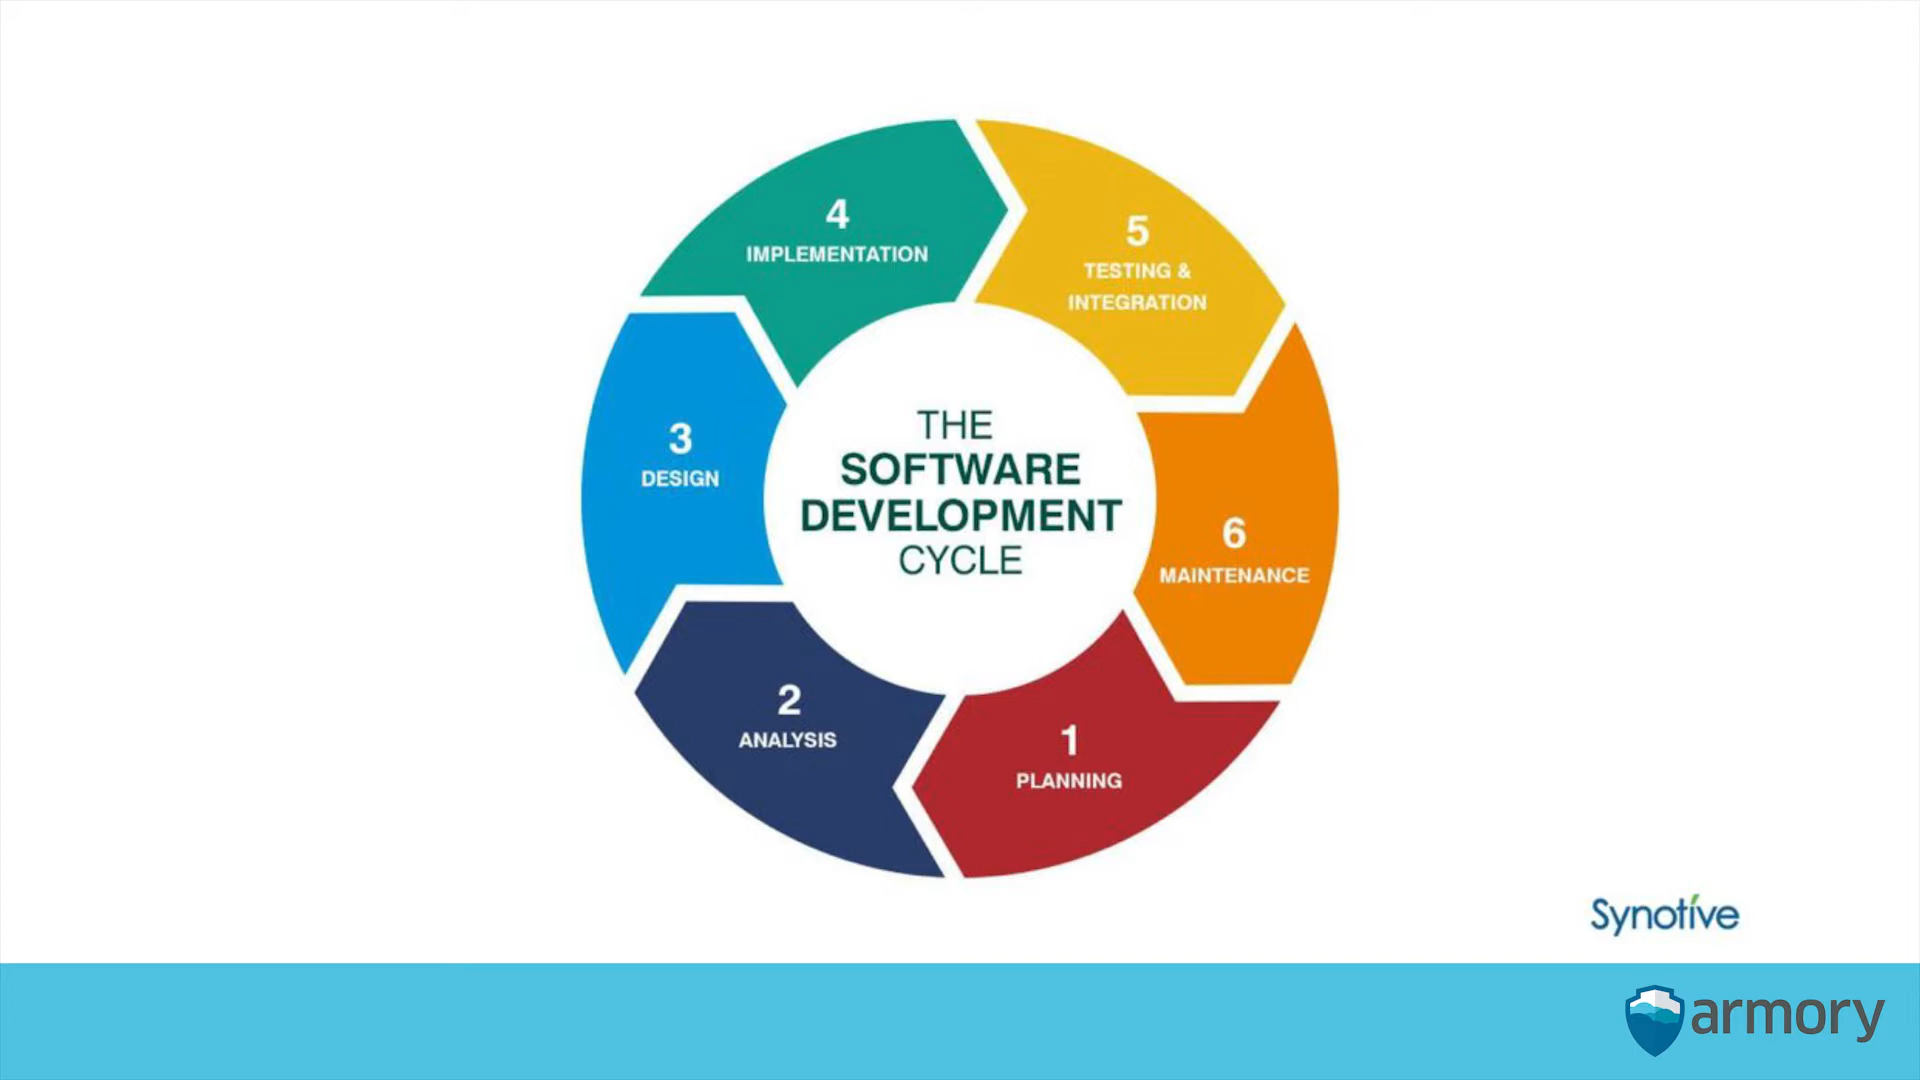 4
IMPLEMENTATION
5
TESTING &
INTEGRATION
3
DESIGN
THE
SOFTWARE
DEVELOPMENT
CYCLE
6
MAINTENANCE
2
ANALYSIS
1
PLANNING
Synotive
armory